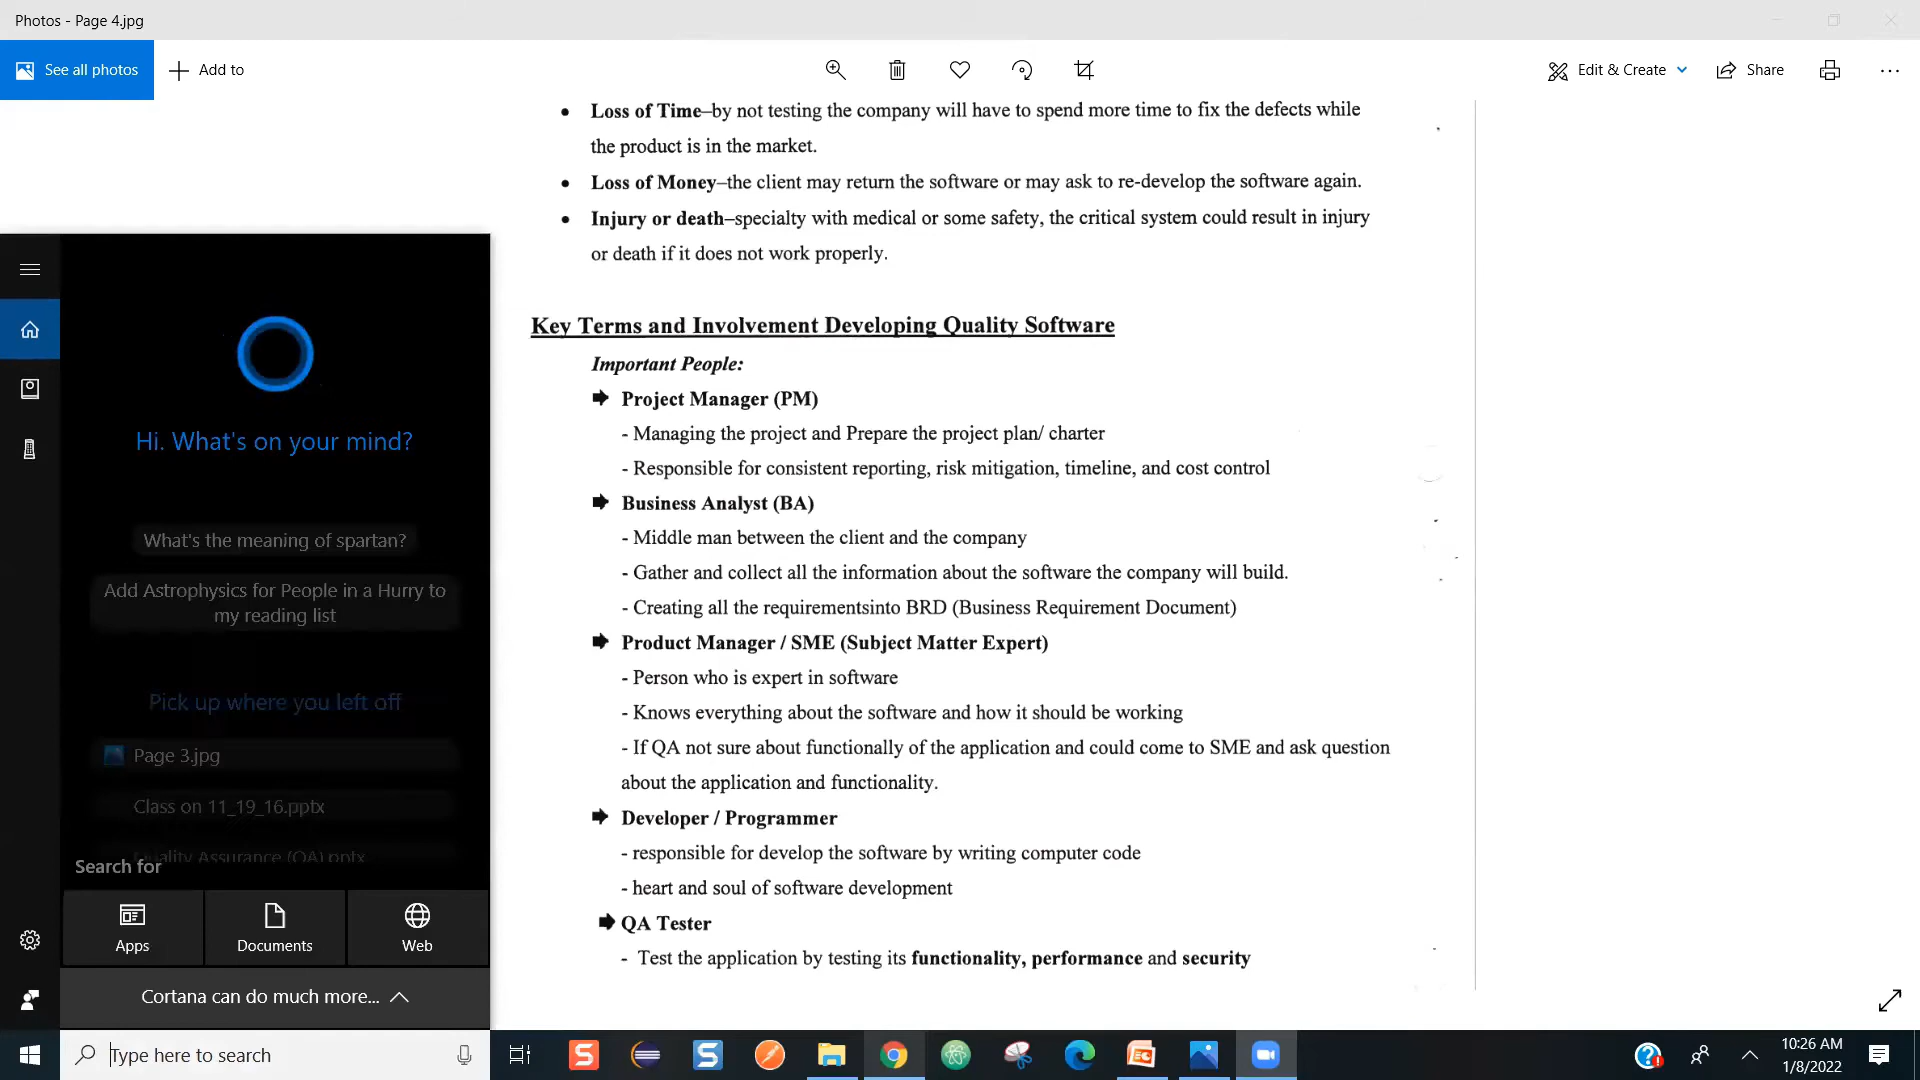 Photos - Page 4.jpg
See all photos
Add to
Edit & Create
Share
• Loss of Time–by not testing the company will have to spend more time to fix the defects while
the product is in the market.
• Loss of Money–the client may return the software or may ask to re-develop the software again.
• Injury or death–specialty with medical or some safety, the critical system could result in injury
or death if it does not work properly.
Key Terms and Involvement Developing Quality Software
Important People:
Project Manager (PM)
- Managing the project and Prepare the project plan/ charter
- Responsible for consistent reporting, risk mitigation, timeline, and cost control
Business Analyst (BA)
- Middle man between the client and the company
- Gather and collect all the information about the software the company will build.
- Creating all the requirementsinto BRD (Business Requirement Document)
Product Manager / SME (Subject Matter Expert)
- Person who is expert in software
- Knows everything about the software and how it should be working
- If QA not sure about functionally of the application and could come to SME and ask question
about the application and functionality.
Developer / Programmer
- responsible for develop the software by writing computer code
- heart and soul of software development
QA Tester
- Test the application by testing its functionality, performance and security
Hi. What's on your mind?
What's the meaning of spartan?
Add Astrophysics for People in a Hurry to
my reading list
Pick up where you left off
Page 3.jpg
Class on 11_19_16.pptx
Quality Assurance (QA).pptx
Search for
Apps
Documents
Web
Cortana can do much more...
Type here to search
10:26 AM
1/8/2022